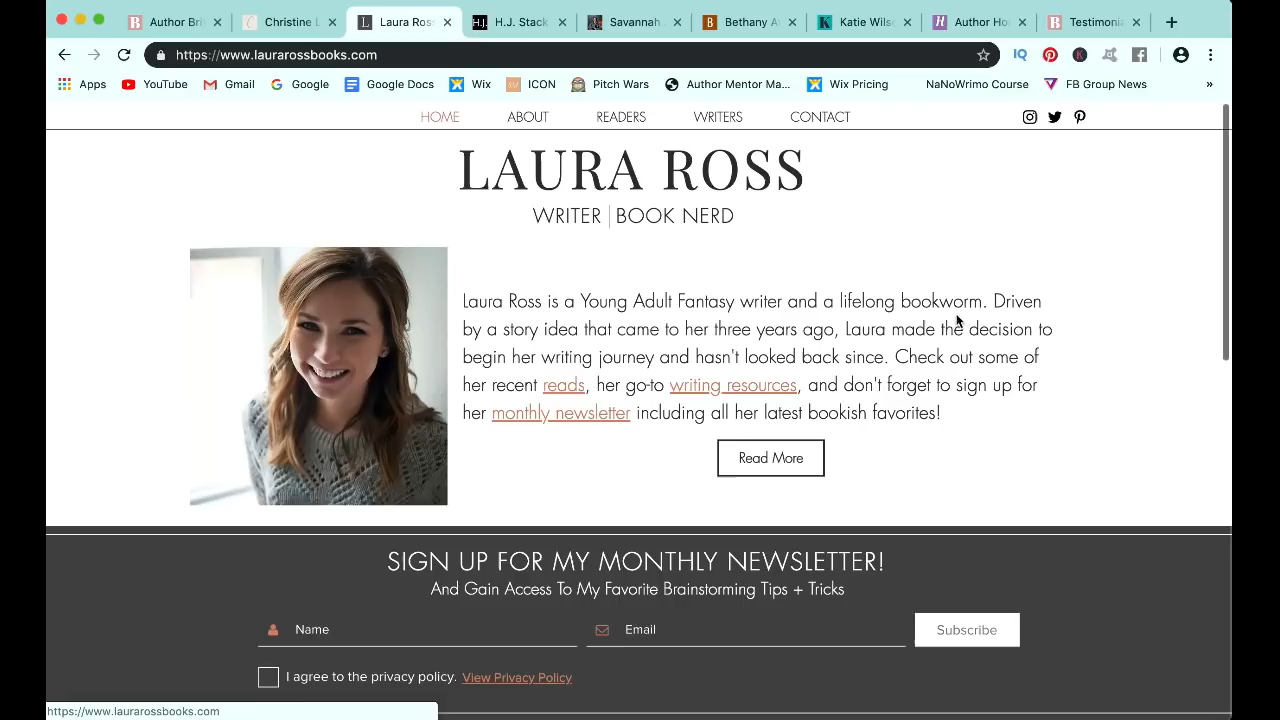 Author Bri
Christine L
Laura Ros
H.J. Stack
Savannah
Bethany A
Katie Wils
Author Ho
Testimonia
https://www.laurarossbooks.com
Apps
YouTube
Gmail
Google
Google Docs
Wix
ICON
Pitch Wars
Author Mentor Ma...
Wix Pricing
NaNoWrimo Course
FB Group News
»
HOME
ABOUT
READERS
WRITERS
CONTACT
LAURA ROSS
WRITER | BOOK NERD
Laura Ross is a Young Adult Fantasy writer and a lifelong bookworm. Driven
by a story idea that came to her three years ago, Laura made the decision to
begin her writing journey and hasn't looked back since. Check out some of
her recent reads, her go-to writing resources, and don't forget to sign up for
her monthly newsletter including all her latest bookish favorites!
Read More
SIGN UP FOR MY MONTHLY NEWSLETTER!
And Gain Access To My Favorite Brainstorming Tips + Tricks
Name
Email
Subscribe
I agree to the privacy policy. View Privacy Policy
https://www.laurarossbooks.com